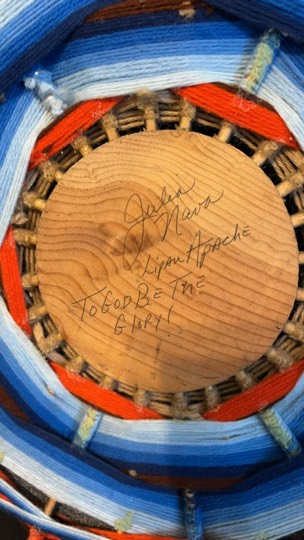 Julia
Nava
Lipan Apache
To God Be The
Glory!